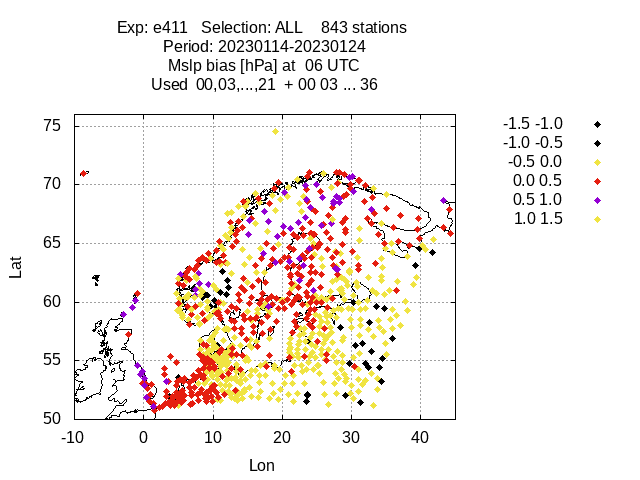 Exp: e411 Selection: ALL 843 stations
Period: 20230114-20230124
Mslp bias [hPa] at 06 UTC
Used 00,03,...,21 + 00 03 ... 36
75
70
65
60
55
50
Lat
-10 0 10 20 30 40
Lon
-1.5 -1.0
-1.0 -0.5
-0.5 0.0
0.0 0.5
0.5 1.0
1.0 1.5